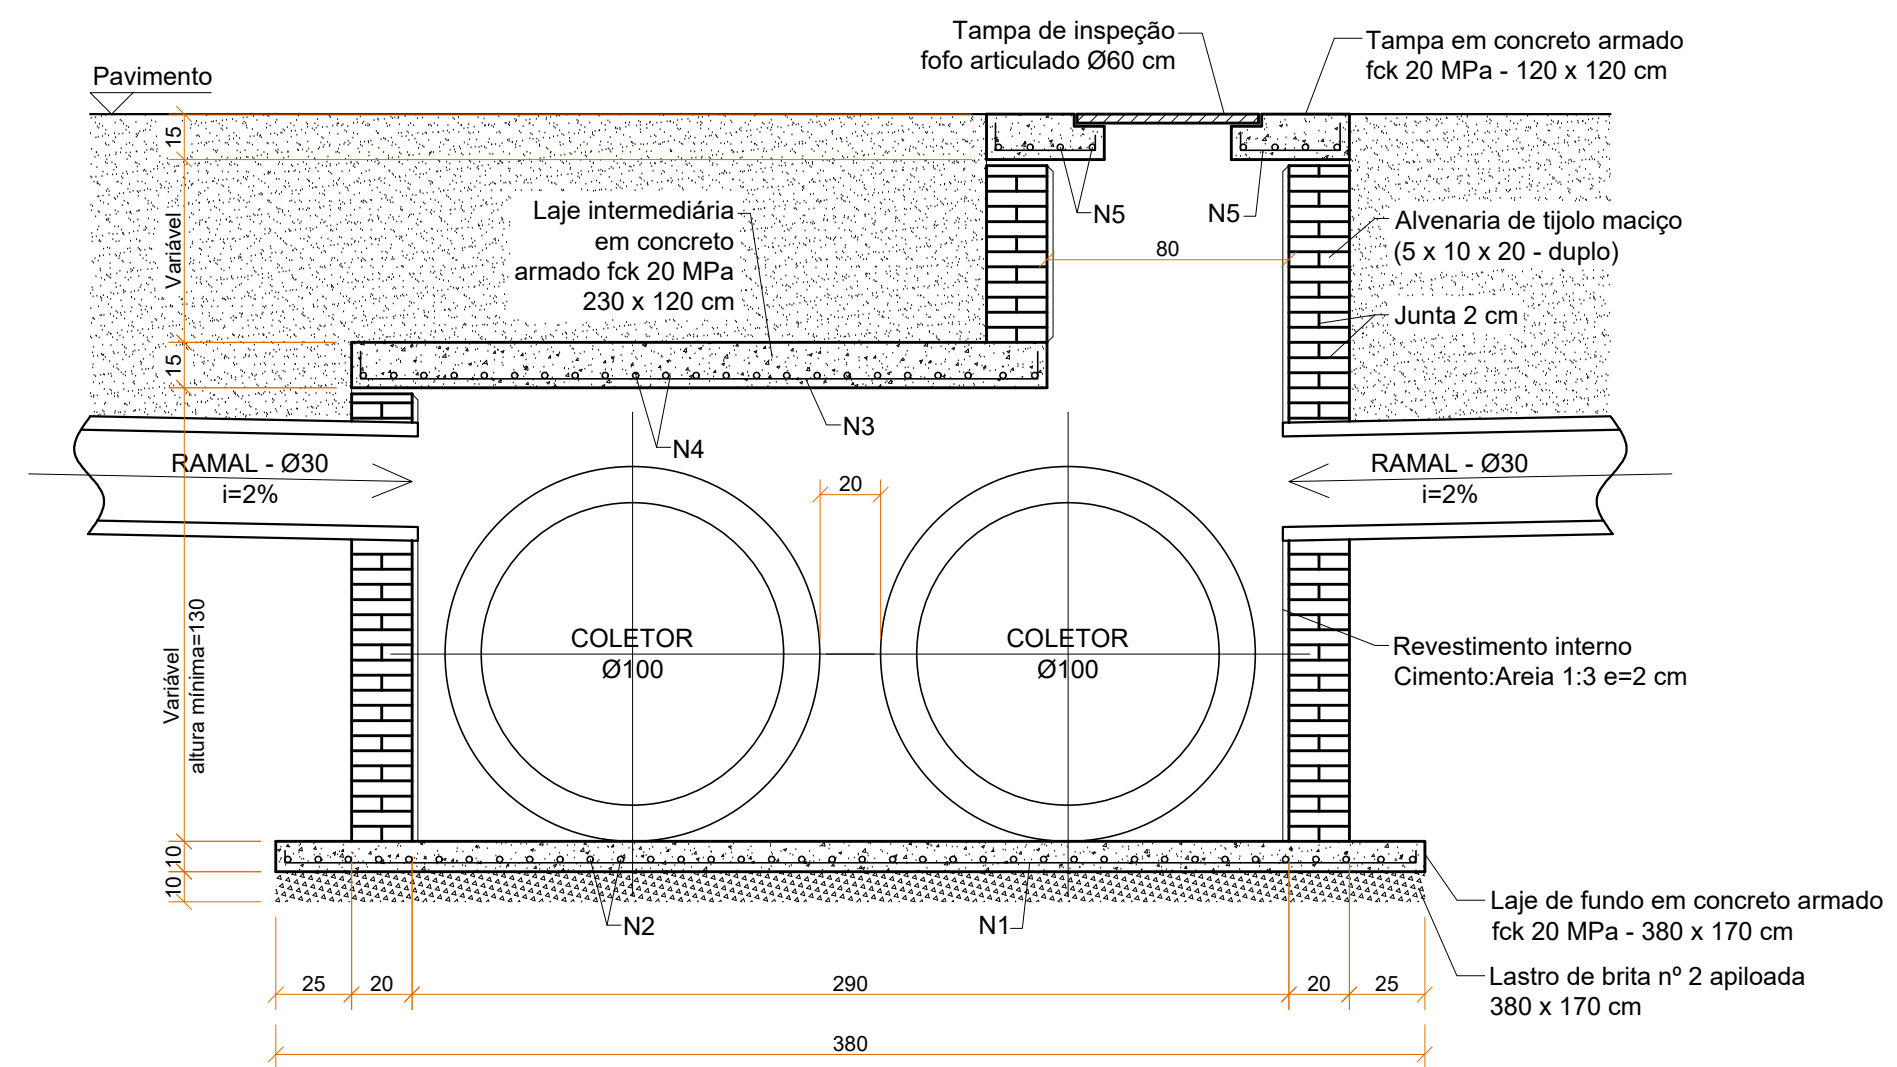 Tampa de inspeção
fofo articulado Ø60 cm
Tampa em concreto armado
fck 20 MPa - 120 x 120 cm
Pavimento
15
Variável
15
Variável
altura mínima=130
10
10
Laje intermediária
em concreto
armado fck 20 MPa
230 x 120 cm
N5
N5
80
Alvenaria de tijolo maciço
(5 x 10 x 20 - duplo)
Junta 2 cm
N3
N4
RAMAL - Ø30
i=2%
20
RAMAL - Ø30
i=2%
COLETOR
Ø100
COLETOR
Ø100
Revestimento interno
Cimento:Areia 1:3 e=2 cm
N2
N1
Laje de fundo em concreto armado
fck 20 MPa - 380 x 170 cm
Lastro de brita nº 2 apiloada
380 x 170 cm
25
20
290
20
25
380